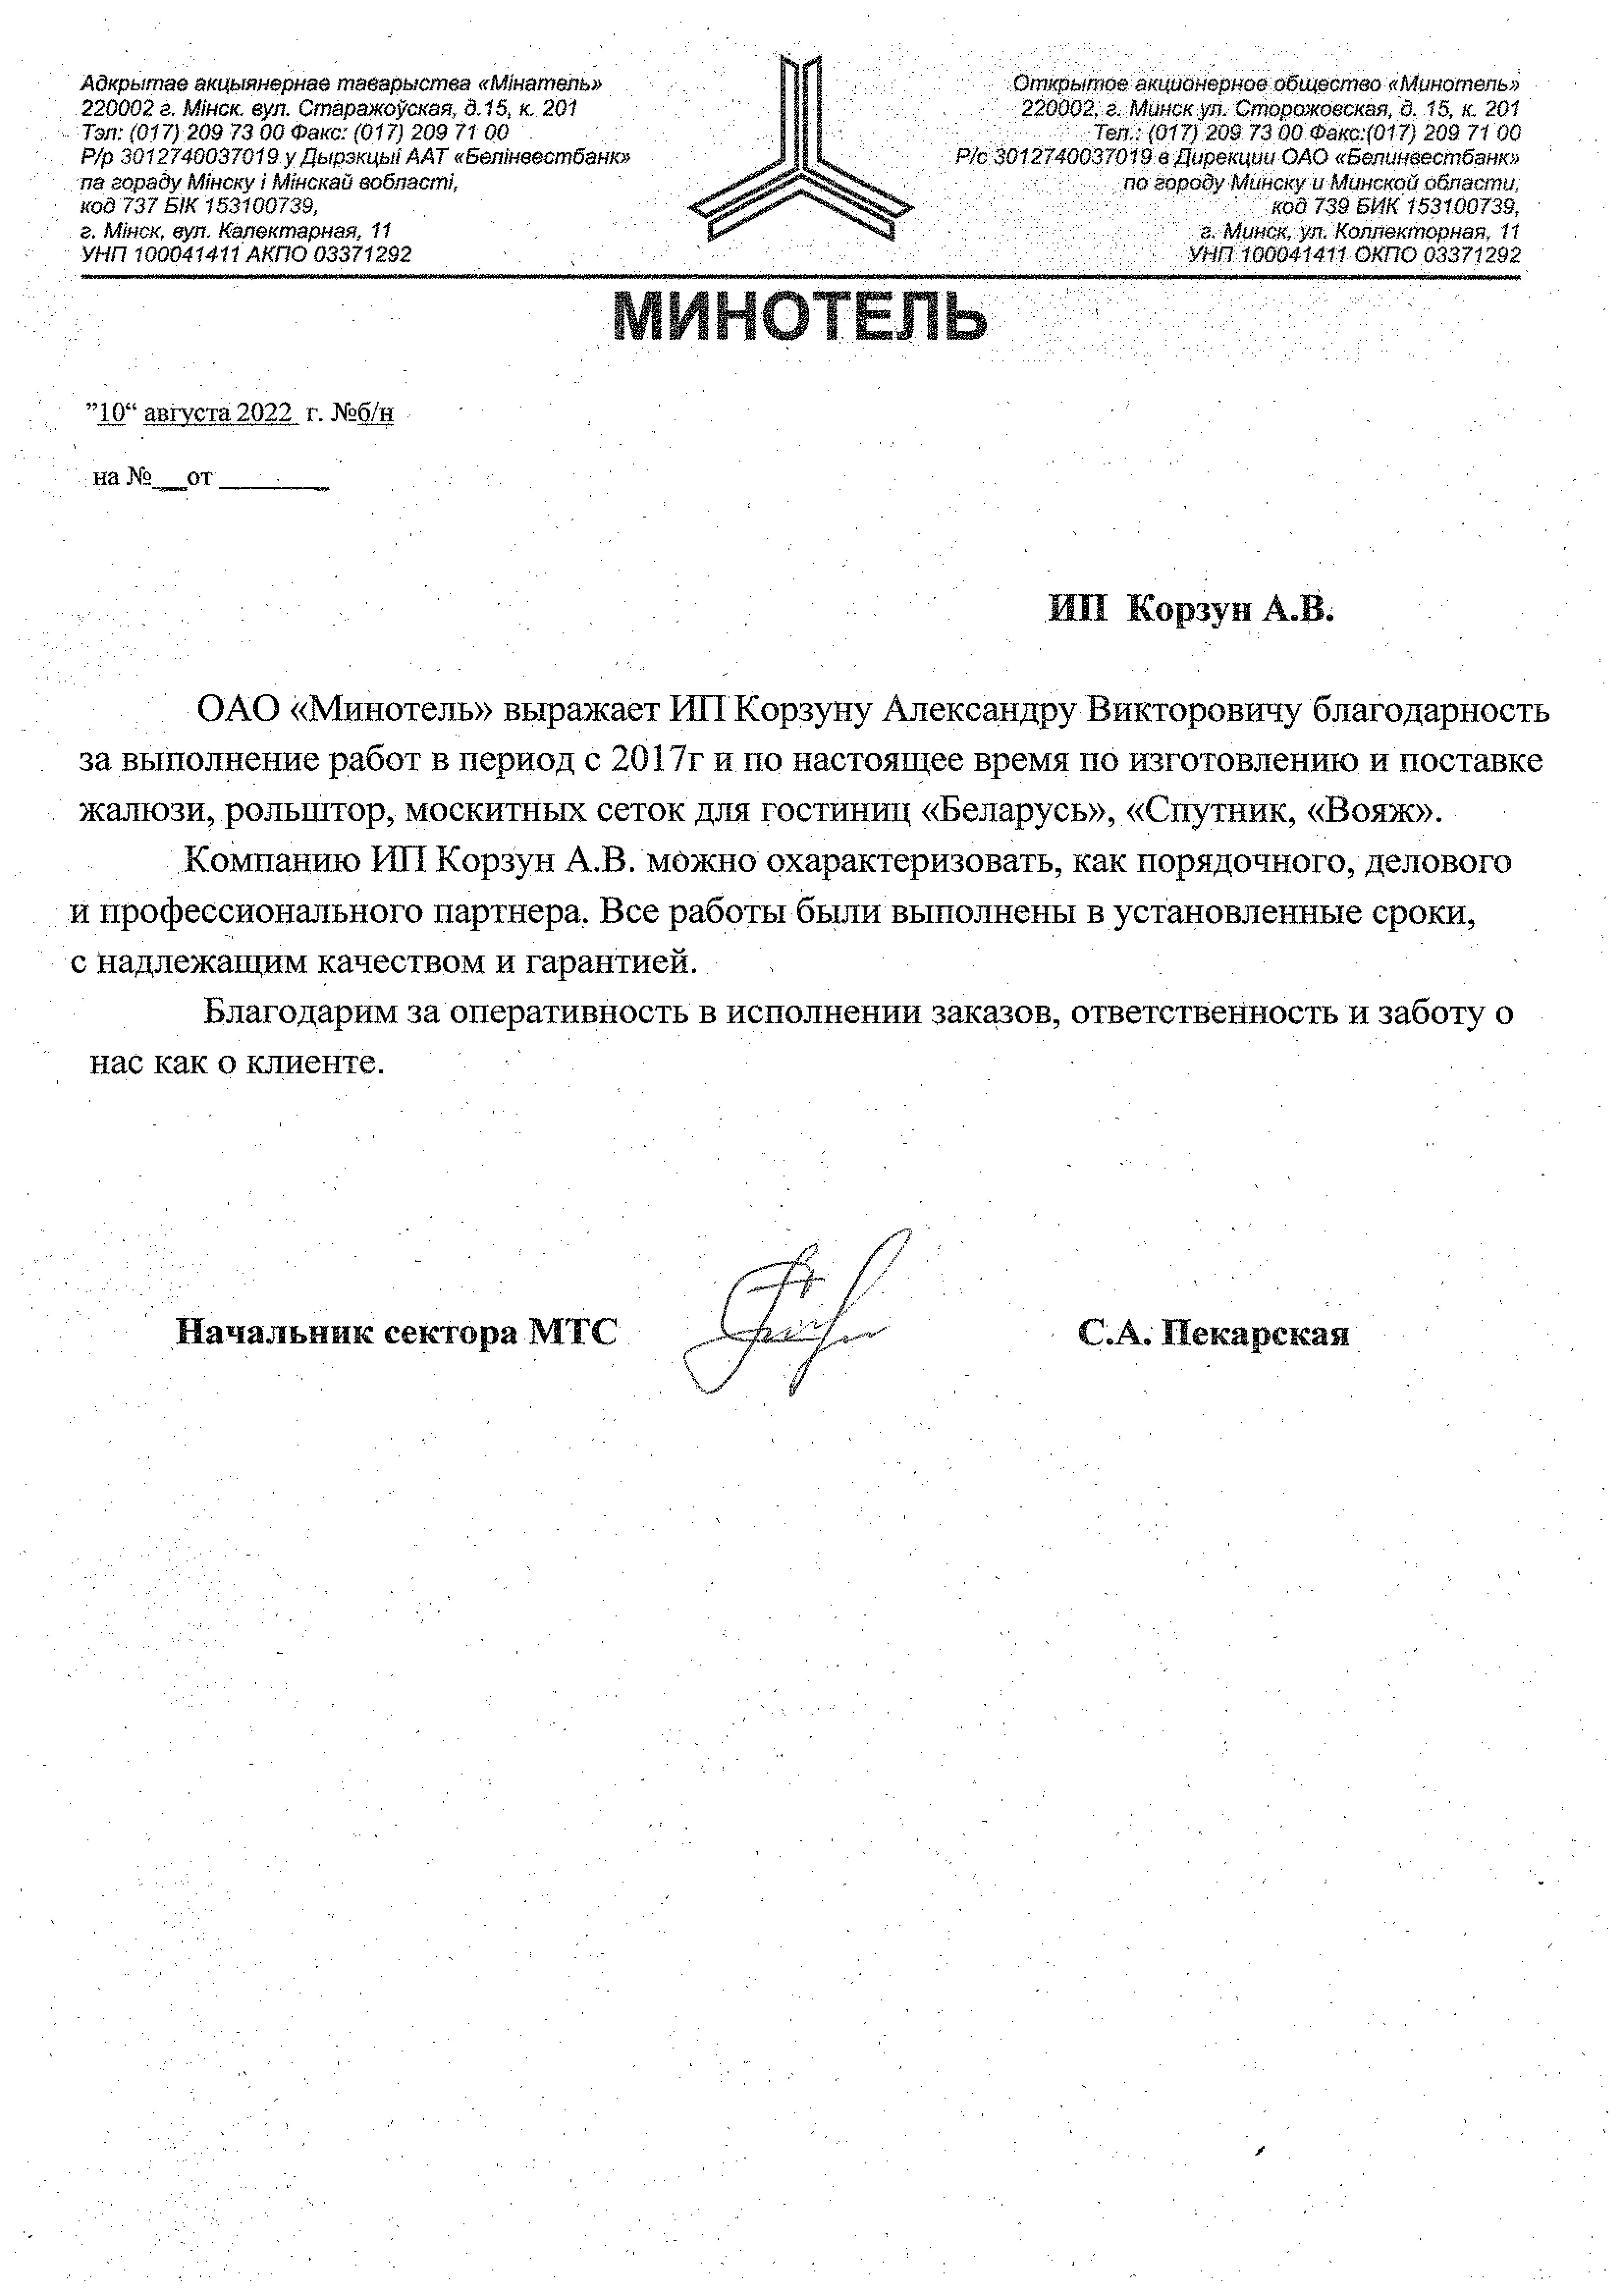 Адкрытае акцыянернае таварыства «Мінатель»
220002 г. Мінск. вул. Старажоўская, д.15, к. 201
Тэл: (017) 209 73 00 Факс: (017) 209 71 00
Р/р 3012740037019 у Дырэкцыі ААТ «Белінвестбанк»
па гораду Мінску і Мінскай вобласті,
код 737 БІК 153100739,
г. Мінск, вул. Калектарная, 11
УНП 100041411 АКПО 03371292
Открытое акционерное общество «Минотель»
220002, г. Минск ул. Сторожовская, д. 15, к. 201
Тел.: (017) 209 73 00 Факс:(017) 209 71 00
Р/с 3012740037019 в Дирекции ОАО «Белинвестбанк»
по городу Минску и Минской области,
код 739 БИК 153100739,
г. Минск, ул. Коллекторная, 11
УНП 100041411 ОКПО 03371292
МИНОТЕЛЬ
”10“ августа 2022 г. №б/н
на №__от ________
ИП Корзун А.В.
ОАО «Минотель» выражает ИП Корзуну Александру Викторовичу благодарность
за выполнение работ в период с 2017г и по настоящее время по изготовлению и поставке
жалюзи, рольштор, москитных сеток для гостиниц «Беларусь», «Спутник, «Вояж».
Компанию ИП Корзун А.В. можно охарактеризовать, как порядочного, делового
и профессионального партнера. Все работы были выполнены в установленные сроки,
с надлежащим качеством и гарантией.
Благодарим за оперативность в исполнении заказов, ответственность и заботу о
нас как о клиенте.
Начальник сектора МТС С.А. Пекарская